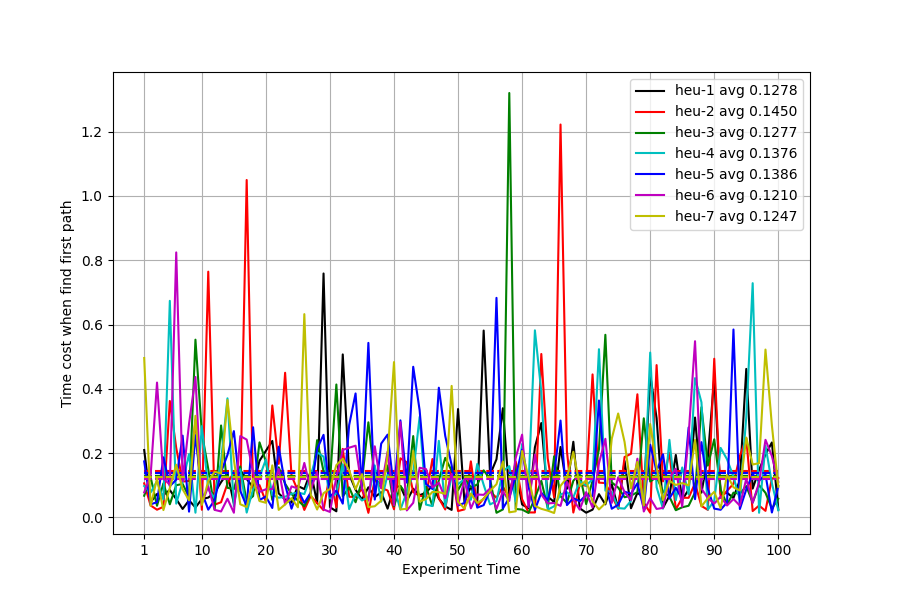 heu-1 avg 0.1278
heu-2 avg 0.1450
heu-3 avg 0.1277
heu-4 avg 0.1376
heu-5 avg 0.1386
heu-6 avg 0.1210
heu-7 avg 0.1247
Time cost when find first path
1.2
1.0
0.8
0.6
0.4
0.2
0.0
1 10 20 30 40 50 60 70 80 90 100
Experiment Time